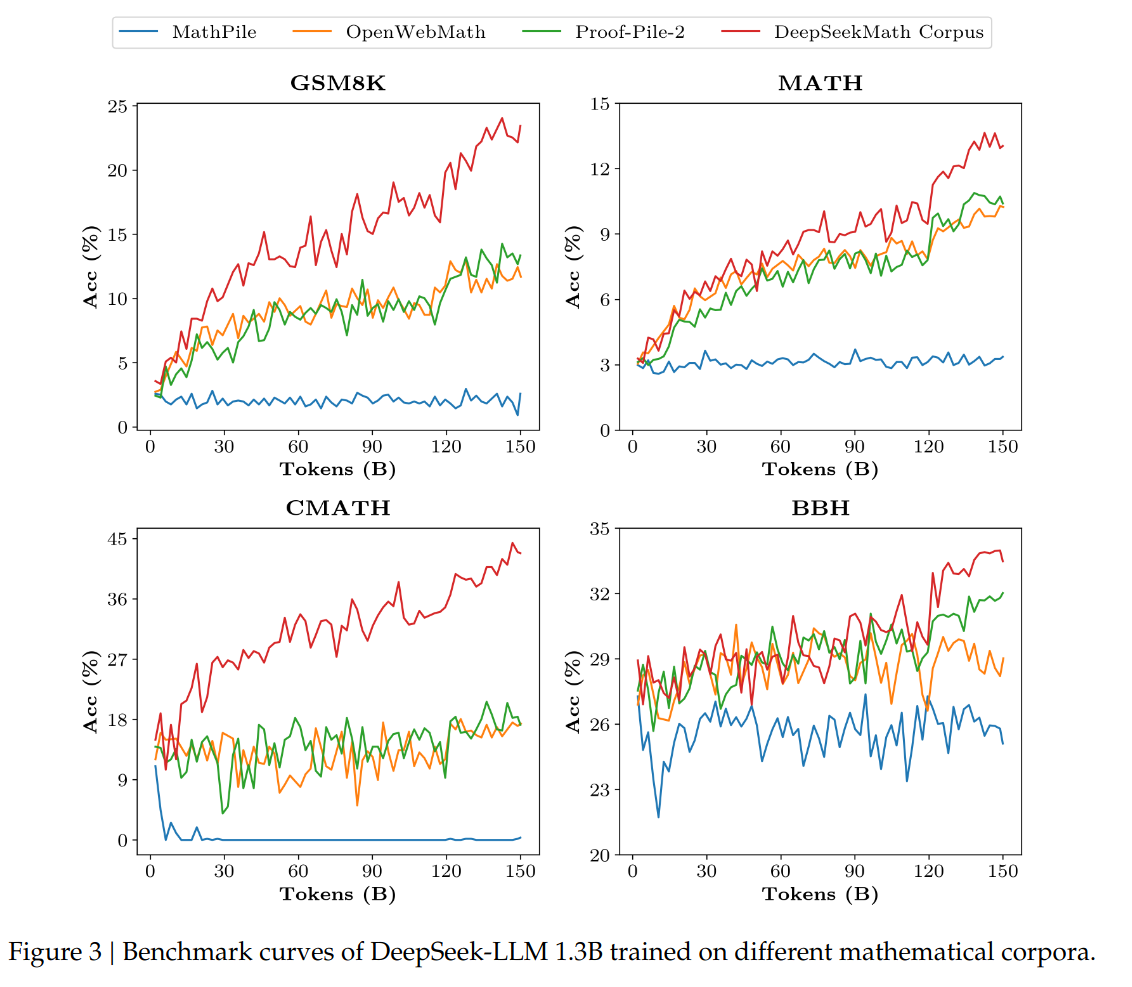 MathPile OpenWebMath Proof-Pile-2 DeepSeekMath Corpus
GSM8K
25
20
15
10
5
0
Acc (%)
0 30 60 90 120 150
Tokens (B)
MATH
15
12
9
6
3
0
Acc (%)
0 30 60 90 120 150
Tokens (B)
CMATH
45
36
27
18
9
0
Acc (%)
0 30 60 90 120 150
Tokens (B)
BBH
35
32
29
26
23
20
Acc (%)
0 30 60 90 120 150
Tokens (B)
Figure 3 | Benchmark curves of DeepSeek-LLM 1.3B trained on different mathematical corpora.